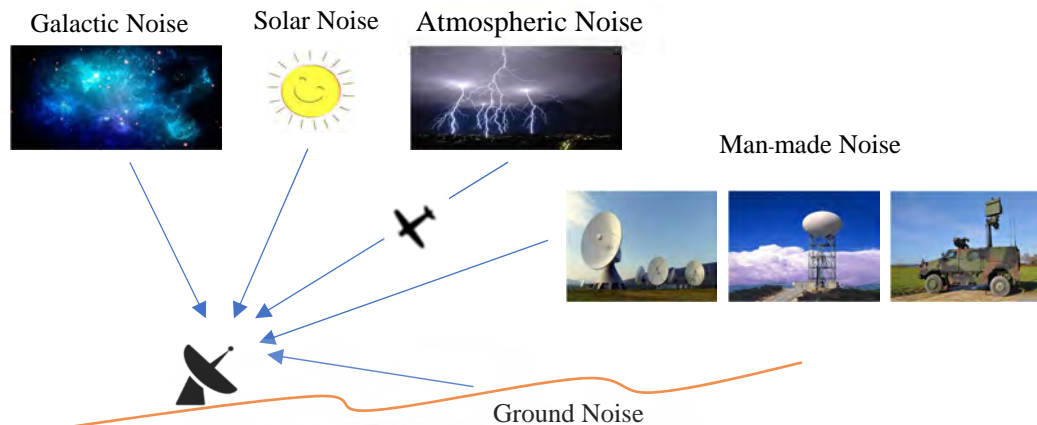 Galactic Noise
Solar Noise
Atmospheric Noise
Man-made Noise
Ground Noise